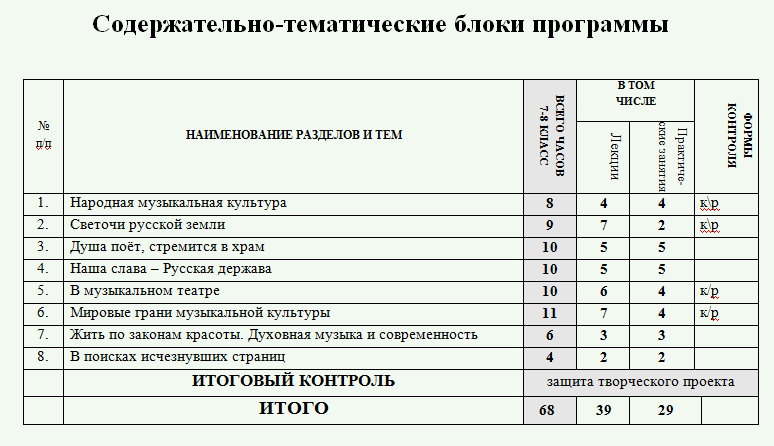 Содержательно-тематические блоки программы
№ п/п НАИМЕНОВАНИЕ РАЗДЕЛОВ И ТЕМ ВСЕГО ЧАСОВ 7-8 КЛАСС В ТОМ ЧИСЛЕ ФОРМЫ КОНТРОЛЯ
Лекции Практиче-ские занятия
1. Народная музыкальная культура 8 4 4 к\р
2. Светочи русской земли 9 7 2 к\р
3. Душа поёт, стремится в храм 10 5 5
4. Наша слава – Русская держава 10 5 5
5. В музыкальном театре 10 6 4 к/р
6. Мировые грани музыкальной культуры 11 7 4 к/р
7. Жить по законам красоты. Духовная музыка и современность 6 3 3
8. В поисках исчезнувших страниц 4 2 2
ИТОГОВЫЙ КОНТРОЛЬ защита творческого проекта
ИТОГО 68 39 29